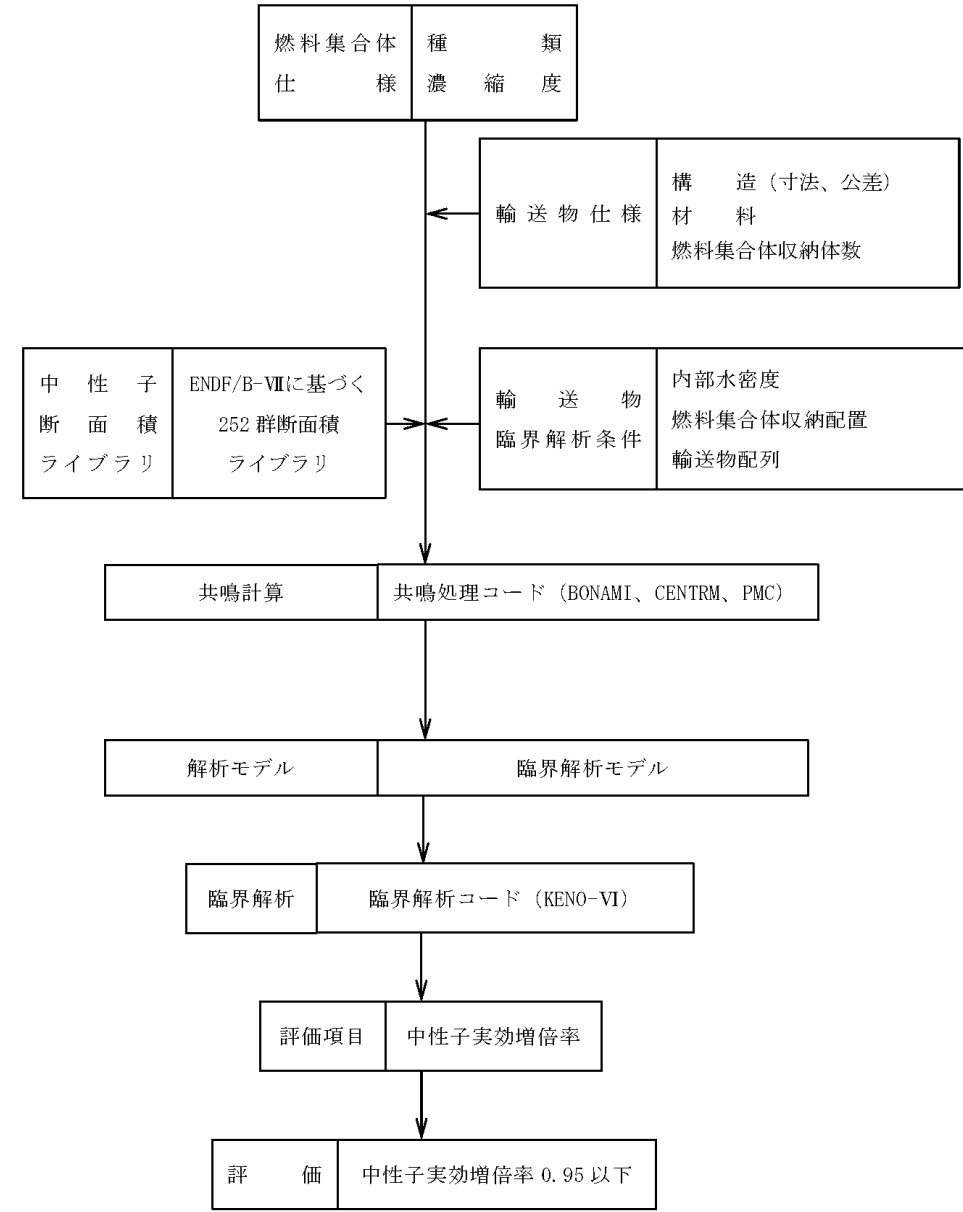 燃料集合体 種類
仕様 濃縮度
輸送物仕様
構造（寸法、公差）
材料
燃料集合体収納体数
中性子
断面積
ライブラリ
ENDF/B-Ⅶに基づく
252群断面積
ライブラリ
輸送物
臨界解析条件
内部水密度
燃料集合体収納配置
輸送物配列
共鳴計算 共鳴処理コード（BONAMI、CENTRM、PMC）
解析モデル 臨界解析モデル
臨界解析 臨界解析コード（KENO-Ⅵ）
評価項目 中性子実効増倍率
評価 中性子実効増倍率 0.95 以下